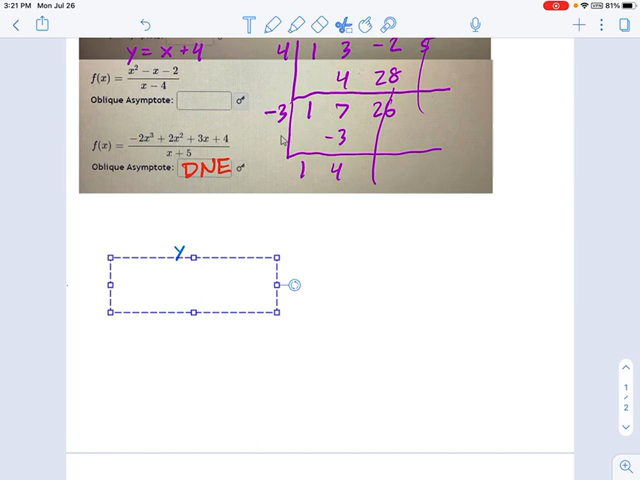 3:21 PM Mon Jul 26
VPN 81%
y = x + 4
4 1 3 -2 5
f(x) = x² − x − 2 / x − 4
4 28
Oblique Asymptote:
-3 1 7 26
-3
f(x) = −2x³ + 2x² + 3x + 4 / x + 5
Oblique Asymptote: DNE
1 4
y
1
/
2